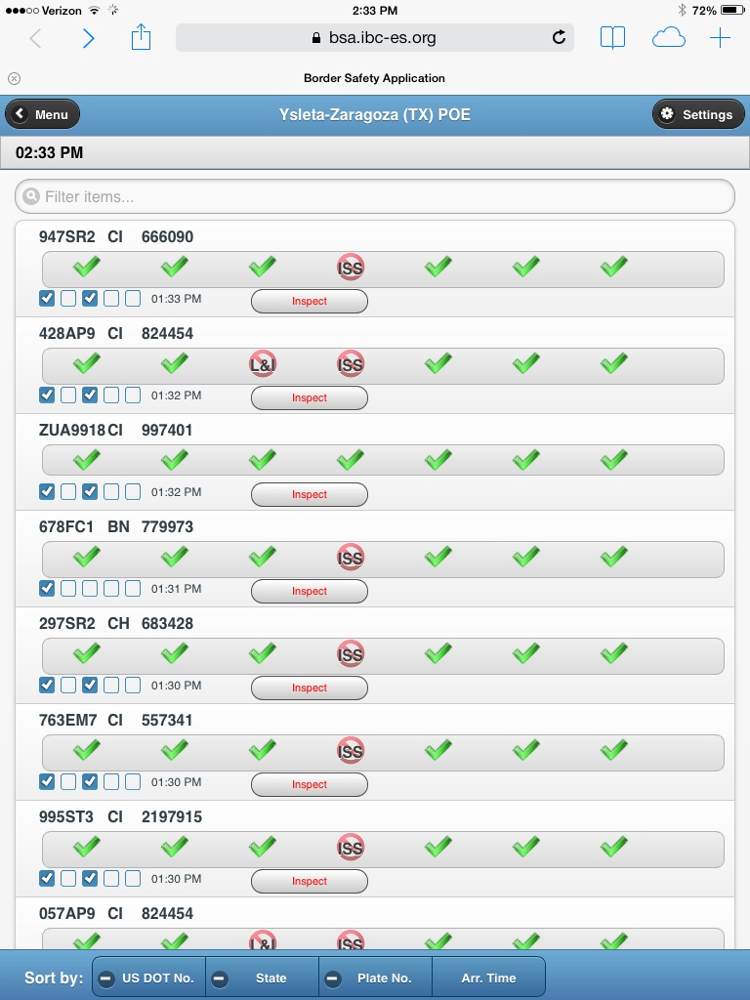 Verizon 2:33 PM 72%
bsa.ibc-es.org
Border Safety Application
Menu Ysleta-Zaragoza (TX) POE Settings
02:33 PM
Filter items...
947SR2 CI 666090
ISS
01:33 PM Inspect
428AP9 CI 824454
L&I ISS
01:32 PM Inspect
ZUA9918 CI 997401
01:32 PM Inspect
678FC1 BN 779973
ISS
01:31 PM Inspect
297SR2 CH 683428
ISS
01:30 PM Inspect
763EM7 CI 557341
ISS
01:30 PM Inspect
995ST3 CI 2197915
ISS
01:30 PM Inspect
057AP9 CI 824454
L&I ISS
Sort by: US DOT No. State Plate No. Arr. Time